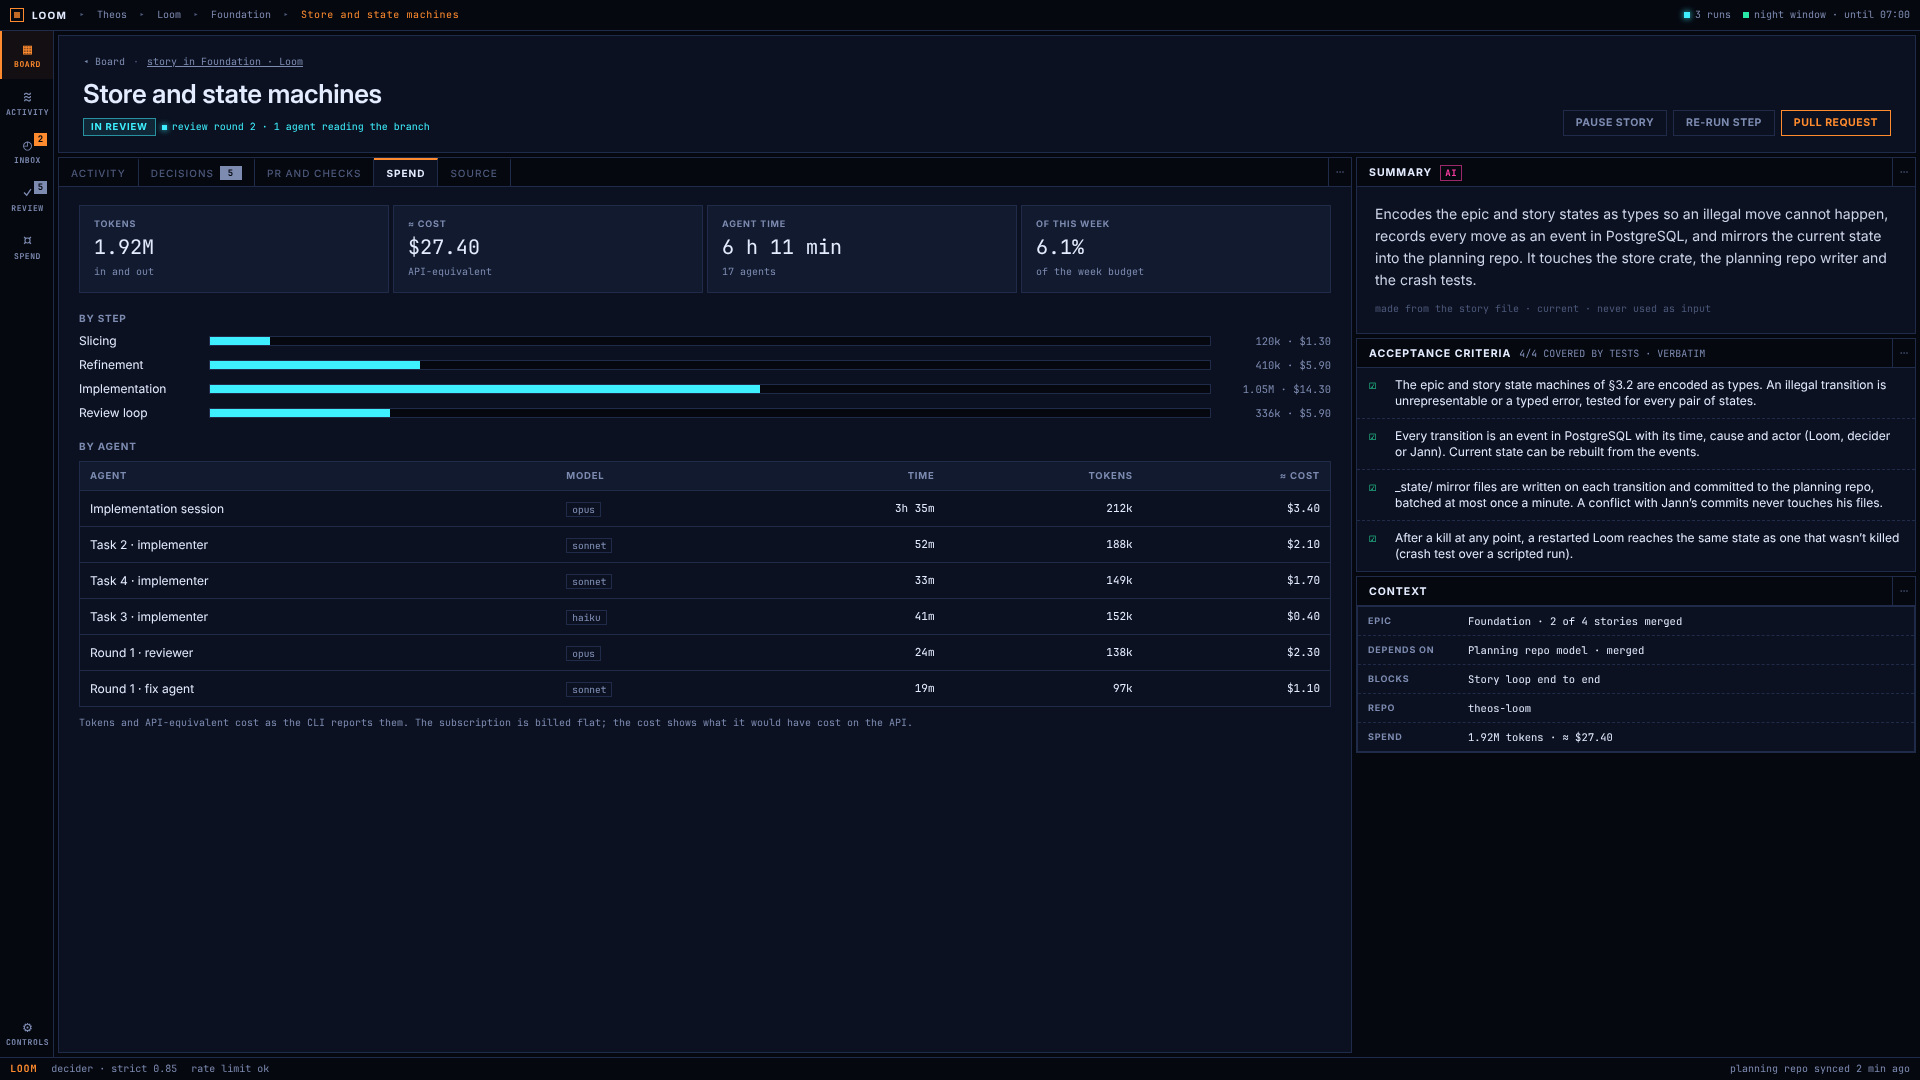 LOOM ▸ Theos ▸ Loom ▸ Foundation ▸ Store and state machines
3 runs night window · until 07:00
BOARD
ACTIVITY
2
INBOX
5
REVIEW
SPEND
CONTROLS
◂ Board · story in Foundation · Loom
Store and state machines
IN REVIEW review round 2 · 1 agent reading the branch
PAUSE STORY RE-RUN STEP PULL REQUEST
ACTIVITY DECISIONS 5 PR AND CHECKS SPEND SOURCE ⋯
TOKENS
1.92M
in and out
≈ COST
$27.40
API-equivalent
AGENT TIME
6 h 11 min
17 agents
OF THIS WEEK
6.1%
of the week budget
BY STEP
Slicing 120k · $1.30
Refinement 410k · $5.90
Implementation 1.05M · $14.30
Review loop 336k · $5.90
BY AGENT
AGENT MODEL TIME TOKENS ≈ COST
Implementation session opus 3h 35m 212k $3.40
Task 2 · implementer sonnet 52m 188k $2.10
Task 4 · implementer sonnet 33m 149k $1.70
Task 3 · implementer haiku 41m 152k $0.40
Round 1 · reviewer opus 24m 138k $2.30
Round 1 · fix agent sonnet 19m 97k $1.10
Tokens and API-equivalent cost as the CLI reports them. The subscription is billed flat; the cost shows what it would have cost on the API.
SUMMARY AI ⋯
Encodes the epic and story states as types so an illegal move cannot happen,
records every move as an event in PostgreSQL, and mirrors the current state
into the planning repo. It touches the store crate, the planning repo writer and
the crash tests.
made from the story file · current · never used as input
ACCEPTANCE CRITERIA 4/4 COVERED BY TESTS · VERBATIM ⋯
☑ The epic and story state machines of §3.2 are encoded as types. An illegal transition is
unrepresentable or a typed error, tested for every pair of states.
☑ Every transition is an event in PostgreSQL with its time, cause and actor (Loom, decider
or Jann). Current state can be rebuilt from the events.
☑ _state/ mirror files are written on each transition and committed to the planning repo,
batched at most once a minute. A conflict with Jann’s commits never touches his files.
☑ After a kill at any point, a restarted Loom reaches the same state as one that wasn’t killed
(crash test over a scripted run).
CONTEXT ⋯
EPIC Foundation · 2 of 4 stories merged
DEPENDS ON Planning repo model · merged
BLOCKS Story loop end to end
REPO theos-loom
SPEND 1.92M tokens · ≈ $27.40
LOOM decider · strict 0.85 rate limit ok
planning repo synced 2 min ago